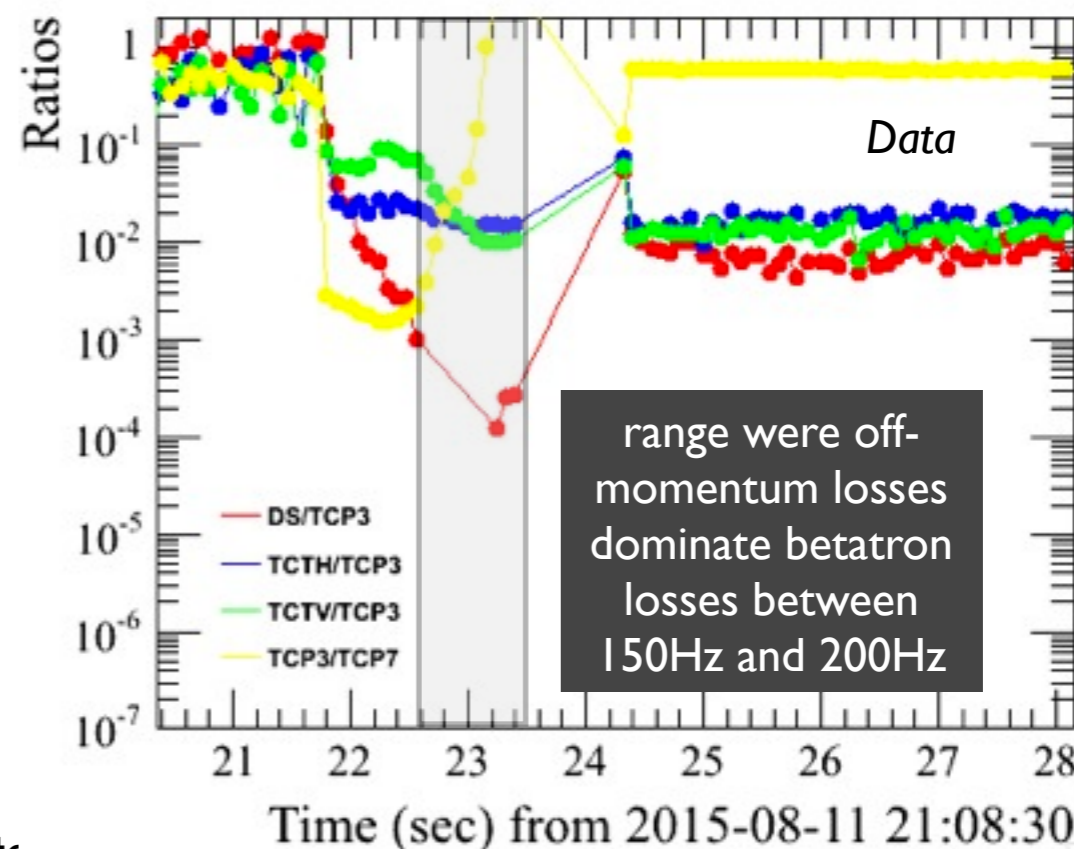 Ratios
1
10-1
10-2
10-3
10-4
10-5
10-6
10-7
Data
DS/TCP3
TCTH/TCP3
TCTV/TCP3
TCP3/TCP7
range were off-
momentum losses
dominate betatron
losses between
150Hz and 200Hz
21 22 23 24 25 26 27 28
Time (sec) from 2015-08-11 21:08:30